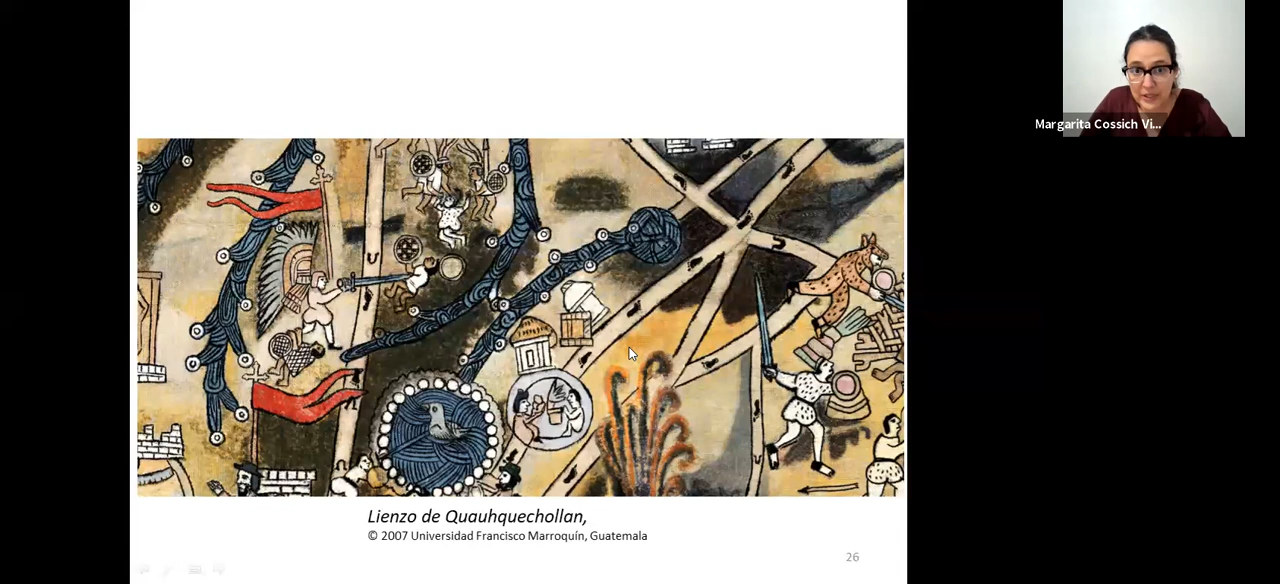 Margarita Cossich Vi...
Lienzo de Quauhquechollan,
© 2007 Universidad Francisco Marroquín, Guatemala
26